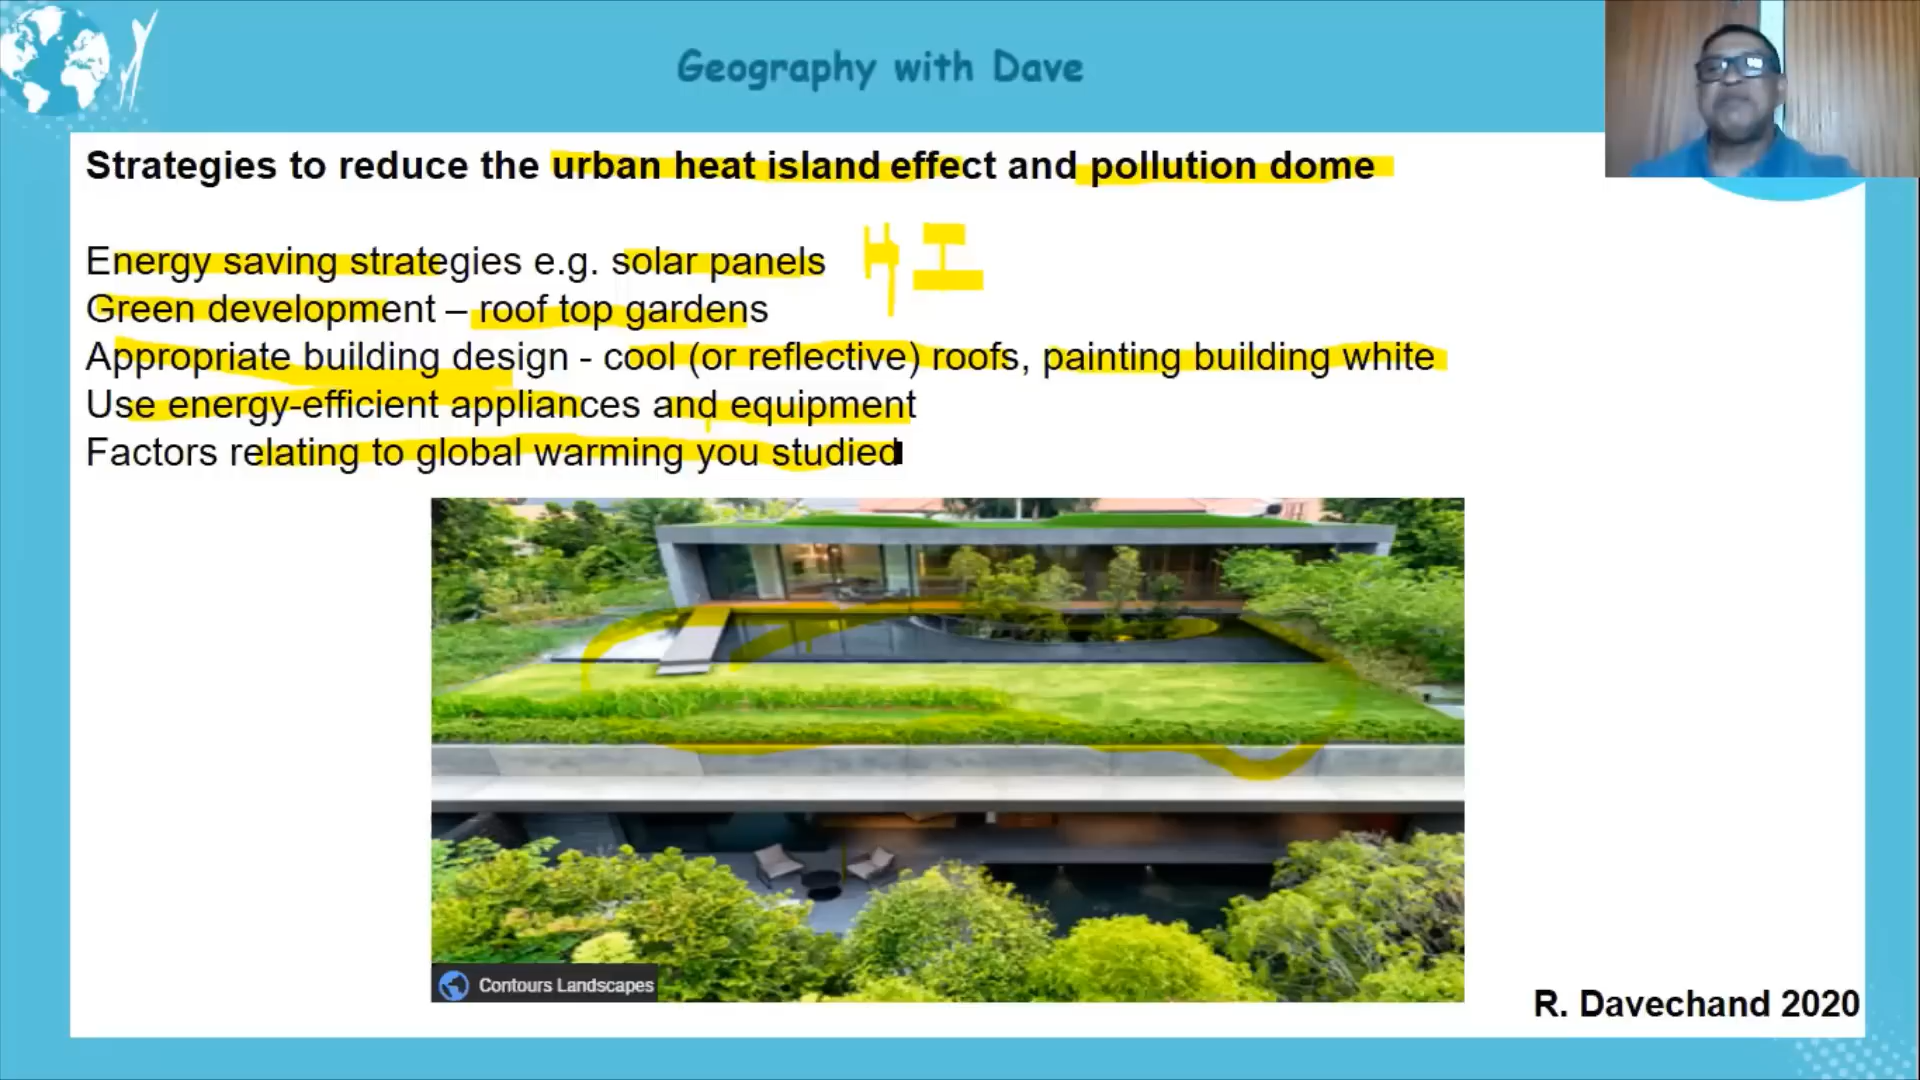 Geography with Dave
Strategies to reduce the urban heat island effect and pollution dome
Energy saving strategies e.g. solar panels
Green development – roof top gardens
Appropriate building design - cool (or reflective) roofs, painting building white
Use energy-efficient appliances and equipment
Factors relating to global warming you studied
Contours Landscapes
R. Davechand 2020